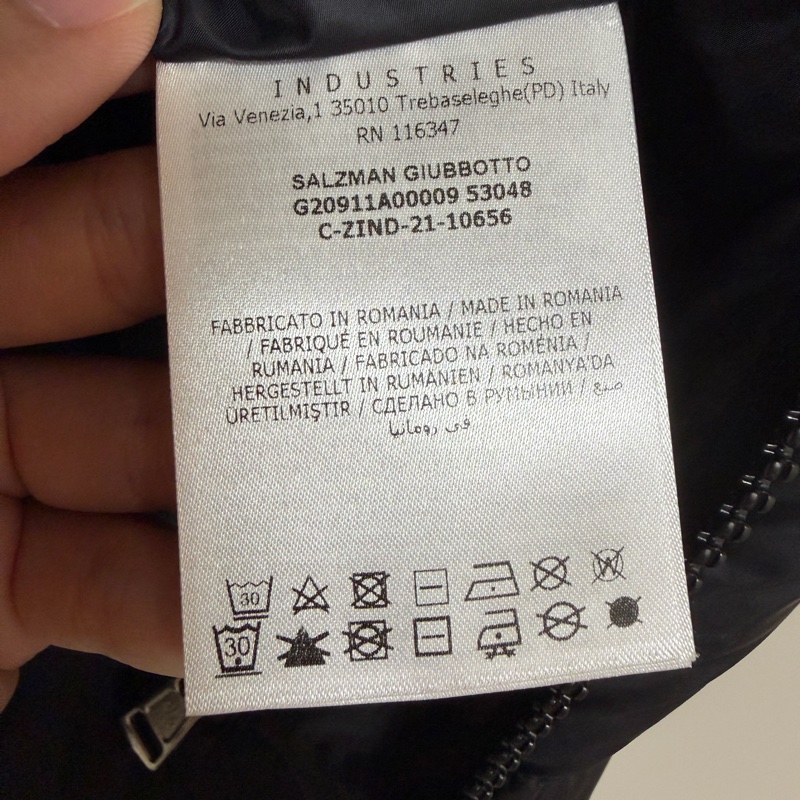 INDUSTRIES
Via Venezia,1 35010 Trebaseleghe(PD) Italy
RN 116347
SALZMAN GIUBBOTTO
G20911A00009 53048
C-ZIND-21-10656
FABBRICATO IN ROMANIA / MADE IN ROMANIA
/ FABRIQUÉ EN ROUMANIE / HECHO EN
RUMANIA / FABRICADO NA ROMÉNIA /
HERGESTELLT IN RUMÄNIEN / ROMANYA'DA
ÜRETILMIŞTIR / СДЕЛАНО В РУМЫНИИ / صنع
في رومانيا
30
W
30